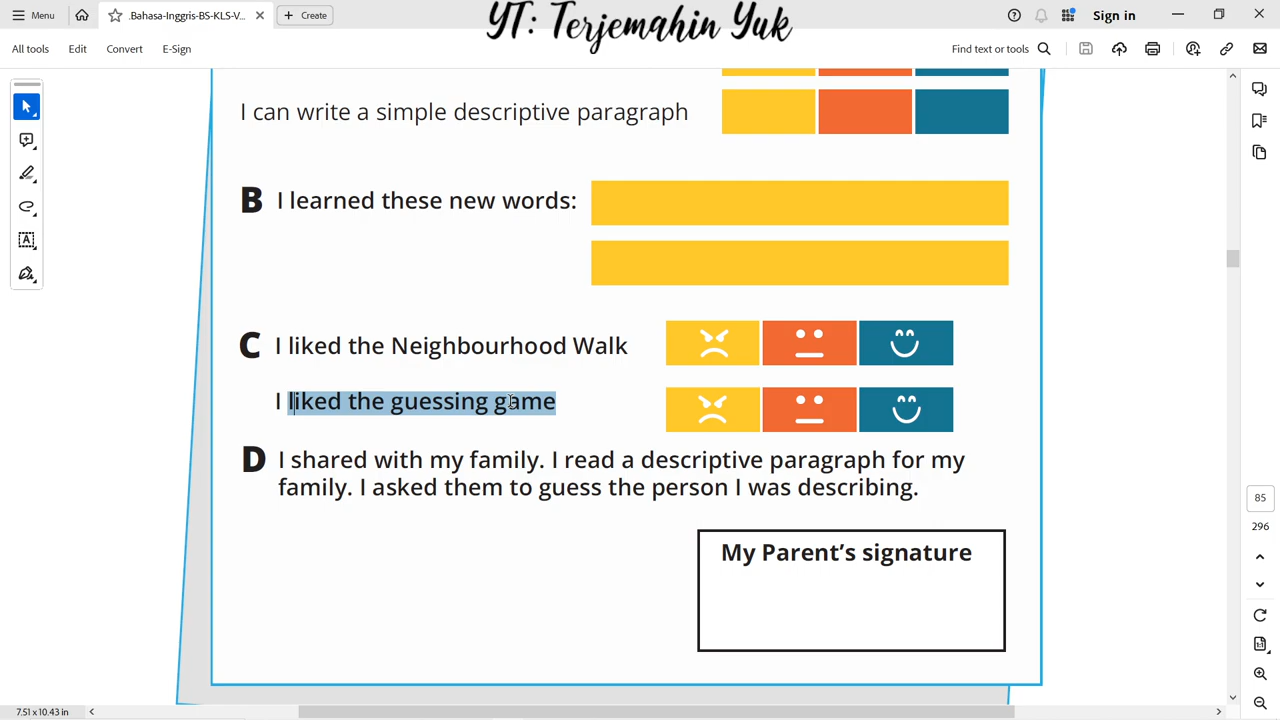 Menu
.Bahasa-Inggris-BS-KLS-V...
Create
YT: Terjemahin Yuk
Sign in
All tools
Edit
Convert
E-Sign
Find text or tools
I can write a simple descriptive paragraph
B I learned these new words:
C I liked the Neighbourhood Walk
I liked the guessing game
D I shared with my family. I read a descriptive paragraph for my
family. I asked them to guess the person I was describing.
My Parent's signature
85
296
7.51 x 10.43 in